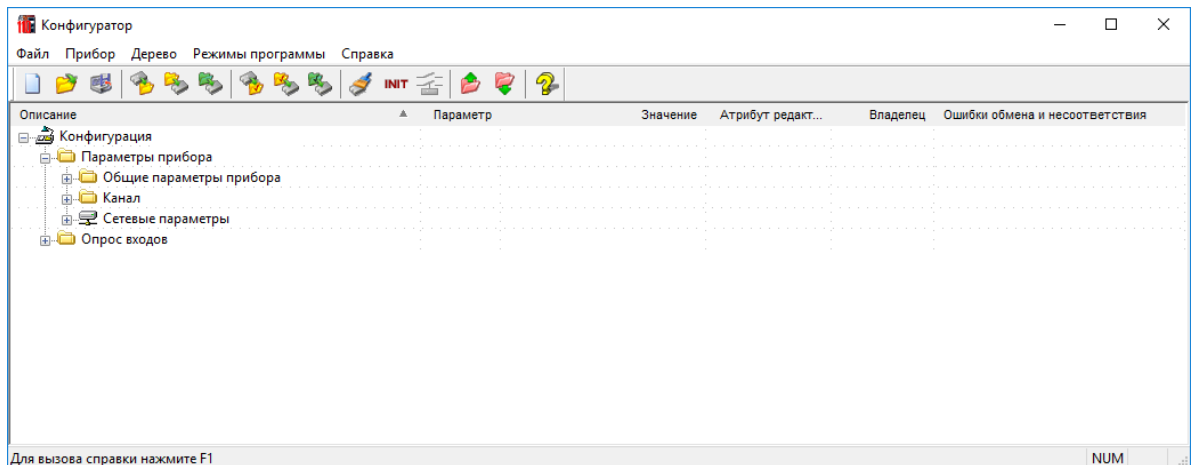 Конфигуратор
Файл Прибор Дерево Режимы программы Справка
INIT
Описание Параметр Значение Атрибут редакт... Владелец Ошибки обмена и несоответствия
Конфигурация
Параметры прибора
Общие параметры прибора
Канал
Сетевые параметры
Опрос входов
Для вызова справки нажмите F1 NUM